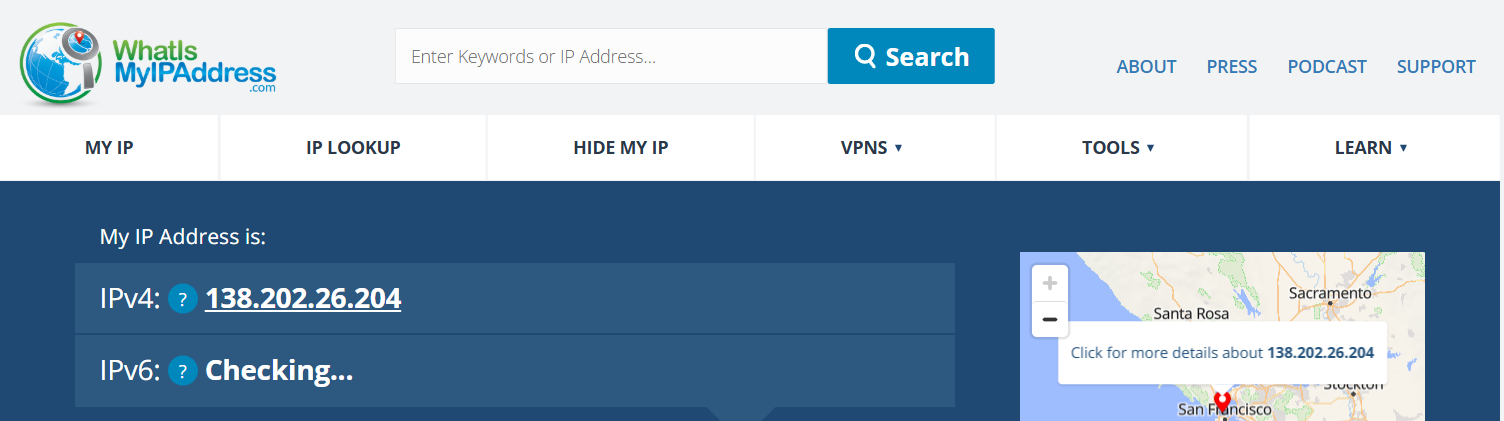 WhatIs
MyIPAddress
.com
Enter Keywords or IP Address...
Search
ABOUT
PRESS
PODCAST
SUPPORT
MY IP
IP LOOKUP
HIDE MY IP
VPNS ▾
TOOLS ▾
LEARN ▾
My IP Address is:
IPv4: ? 138.202.26.204
IPv6: ? Checking...
Sacramento
Santa Rosa
Click for more details about 138.202.26.204
Stockton
San Francisco